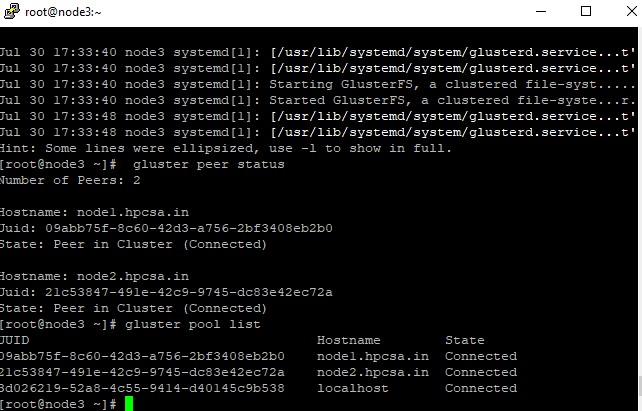 root@node3:~
Jul 30 17:33:40 node3 systemd[1]: [/usr/lib/systemd/system/glusterd.service...t'
Jul 30 17:33:40 node3 systemd[1]: [/usr/lib/systemd/system/glusterd.service...t'
Jul 30 17:33:40 node3 systemd[1]: Starting GlusterFS, a clustered file-syst.....
Jul 30 17:33:40 node3 systemd[1]: Started GlusterFS, a clustered file-syste...r.
Jul 30 17:33:48 node3 systemd[1]: [/usr/lib/systemd/system/glusterd.service...t'
Jul 30 17:33:48 node3 systemd[1]: [/usr/lib/systemd/system/glusterd.service...t'
Hint: Some lines were ellipsized, use -l to show in full.
[root@node3 ~]#  gluster peer status
Number of Peers: 2
Hostname: node1.hpcsa.in
Uuid: 09abb75f-8c60-42d3-a756-2bf3408eb2b0
State: Peer in Cluster (Connected)
Hostname: node2.hpcsa.in
Uuid: 21c53847-491e-42c9-9745-dc83e42ec72a
State: Peer in Cluster (Connected)
[root@node3 ~]# gluster pool list
UUID                                    Hostname        State
09abb75f-8c60-42d3-a756-2bf3408eb2b0    node1.hpcsa.in  Connected
21c53847-491e-42c9-9745-dc83e42ec72a    node2.hpcsa.in  Connected
3d026219-52a8-4c55-9414-d40145c9b538    localhost       Connected
[root@node3 ~]#